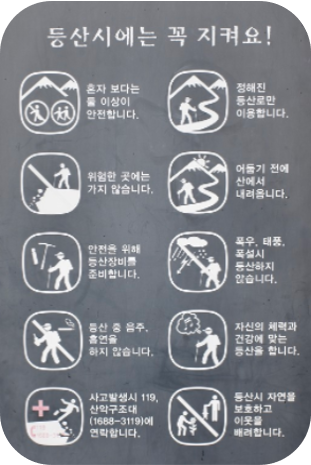 등산시에는 꼭 지켜요!
혼자 보다는
둘 이상이
안전합니다.
정해진
등산로만
이용합니다.
위험한 곳에는
가지 않습니다.
어둡기 전에
산에서
내려옵니다.
안전을 위해
등산장비를
준비합니다.
폭우, 태풍,
폭설시
등산하지
않습니다.
등산 중 음주,
흡연을
하지 않습니다.
자신의 체력과
건강에 맞는
등산을 합니다.
사고발생시 119,
산악구조대
(1688-3119)에
연락합니다.
등산시 자연을
보호하고
이웃을
배려합니다.